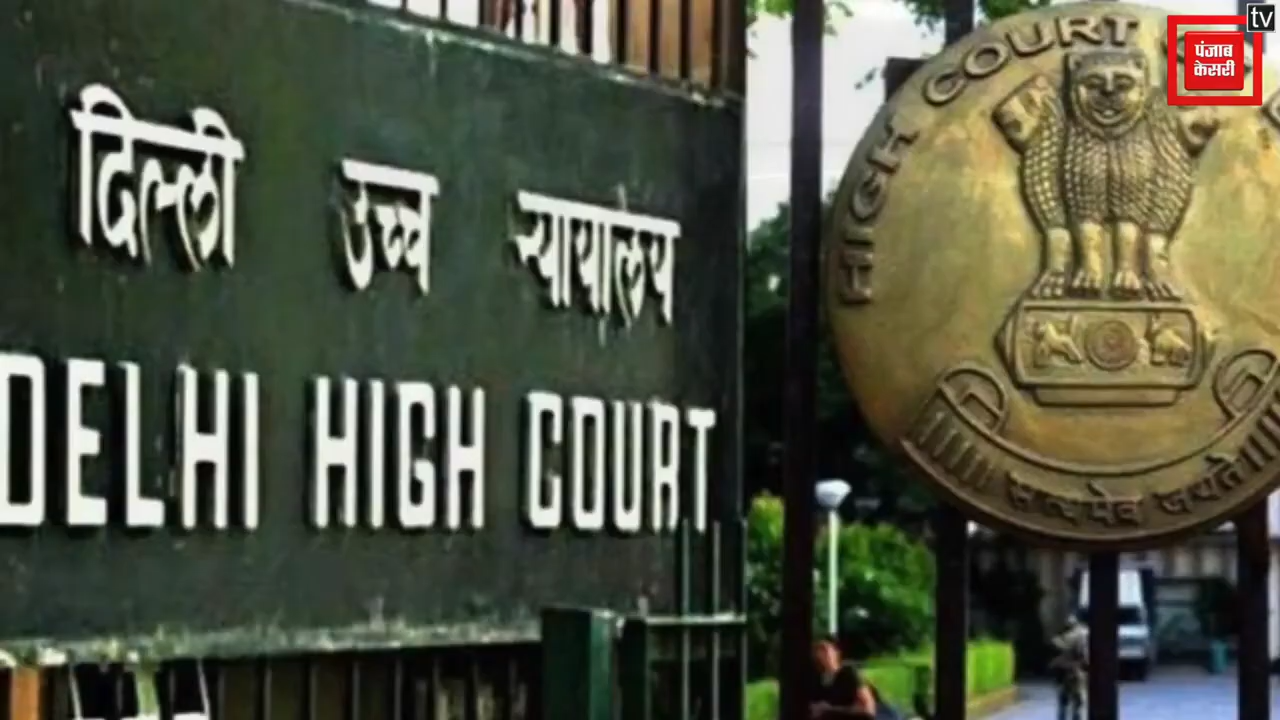 दिल्ली उच्च न्यायालय
DELHI HIGH COURT
HIGH COURT
सत्यमेव जयते
tv
पंजाब
केसरी